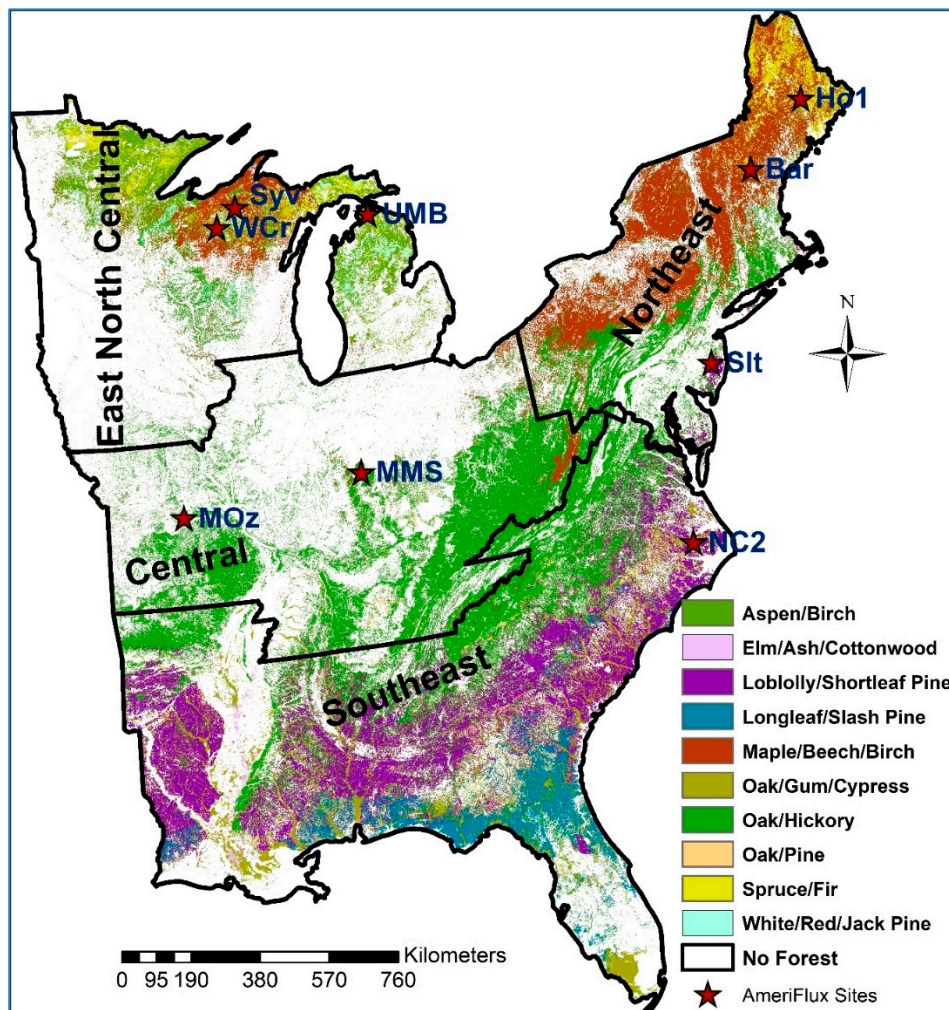 Ho1
Bar
East North Central
Syv
WCr
UMB
Northeast
N
Slt
MMS
MOz
NC2
Central
Southeast
Aspen/Birch
Elm/Ash/Cottonwood
Loblolly/Shortleaf Pine
Longleaf/Slash Pine
Maple/Beech/Birch
Oak/Gum/Cypress
Oak/Hickory
Oak/Pine
Spruce/Fir
White/Red/Jack Pine
No Forest
AmeriFlux Sites
Kilometers
0 95 190 380 570 760